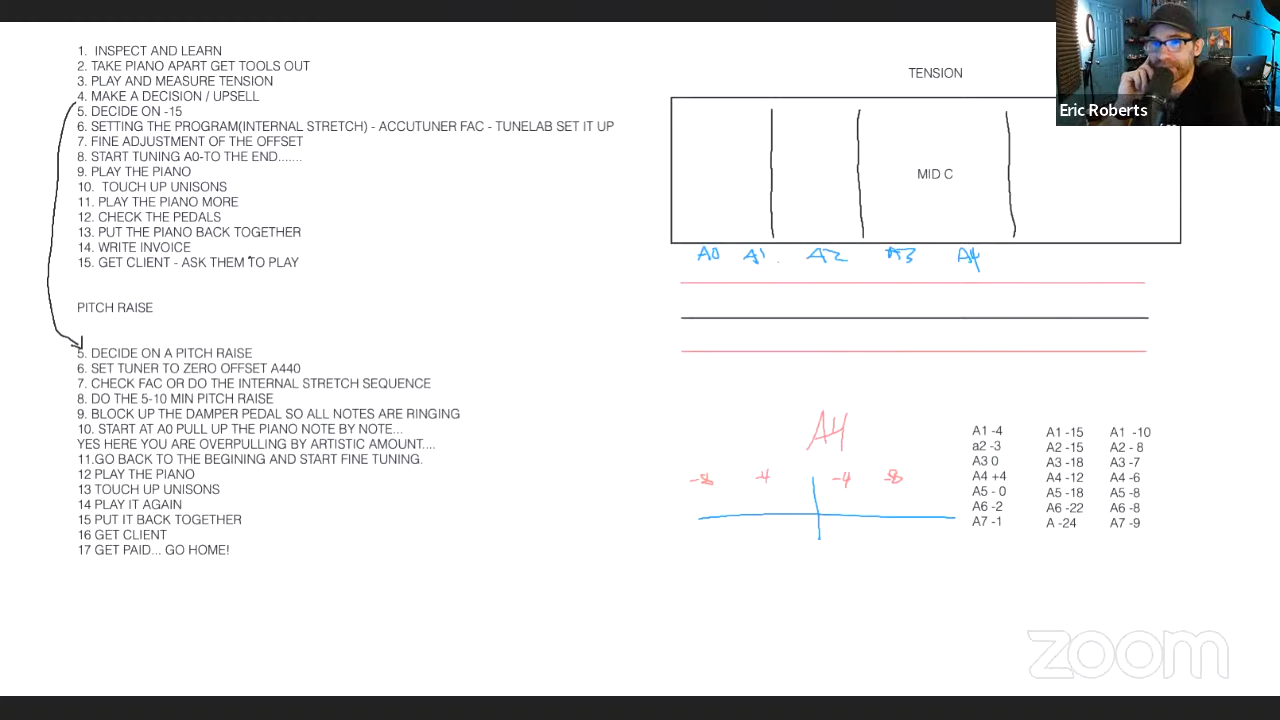 1. INSPECT AND LEARN
2. TAKE PIANO APART GET TOOLS OUT
3. PLAY AND MEASURE TENSION
4. MAKE A DECISION / UPSELL
5. DECIDE ON -15
6. SETTING THE PROGRAM(INTERNAL STRETCH) - ACCUTUNER FAC - TUNELAB SET IT UP
7. FINE ADJUSTMENT OF THE OFFSET
8. START TUNING A0-TO THE END.......
9. PLAY THE PIANO
10. TOUCH UP UNISONS
11. PLAY THE PIANO MORE
12. CHECK THE PEDALS
13. PUT THE PIANO BACK TOGETHER
14. WRITE INVOICE
15. GET CLIENT - ASK THEM TO PLAY
PITCH RAISE
5. DECIDE ON A PITCH RAISE
6. SET TUNER TO ZERO OFFSET A440
7. CHECK FAC OR DO THE INTERNAL STRETCH SEQUENCE
8. DO THE 5-10 MIN PITCH RAISE
9. BLOCK UP THE DAMPER PEDAL SO ALL NOTES ARE RINGING
10. START AT A0 PULL UP THE PIANO NOTE BY NOTE...
YES HERE YOU ARE OVERPULLING BY ARTISTIC AMOUNT....
11.GO BACK TO THE BEGINING AND START FINE TUNING.
12 PLAY THE PIANO
13 TOUCH UP UNISONS
14 PLAY IT AGAIN
15 PUT IT BACK TOGETHER
16 GET CLIENT
17 GET PAID... GO HOME!
TENSION
Eric Roberts
MID C
A0 A1 A2 A3 A4
A4
-8 -4 -4 -8
A1 -4
a2 -3
A3 0
A4 +4
A5 - 0
A6 -2
A7 -1
A1 -15
A2 -15
A3 -18
A4 -12
A5 -18
A6 -22
A -24
A1 -10
A2 - 8
A3 -7
A4 -6
A5 -8
A6 -8
A7 -9
zoom